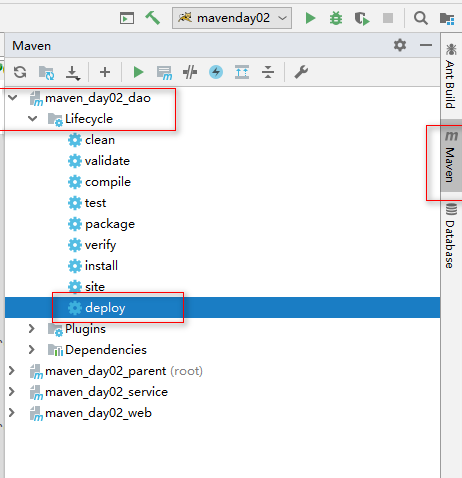 mavenday02
Maven
maven_day02_dao
Lifecycle
clean
validate
compile
test
package
verify
install
site
deploy
Plugins
Dependencies
maven_day02_parent (root)
maven_day02_service
maven_day02_web
Ant Build
m Maven
Database